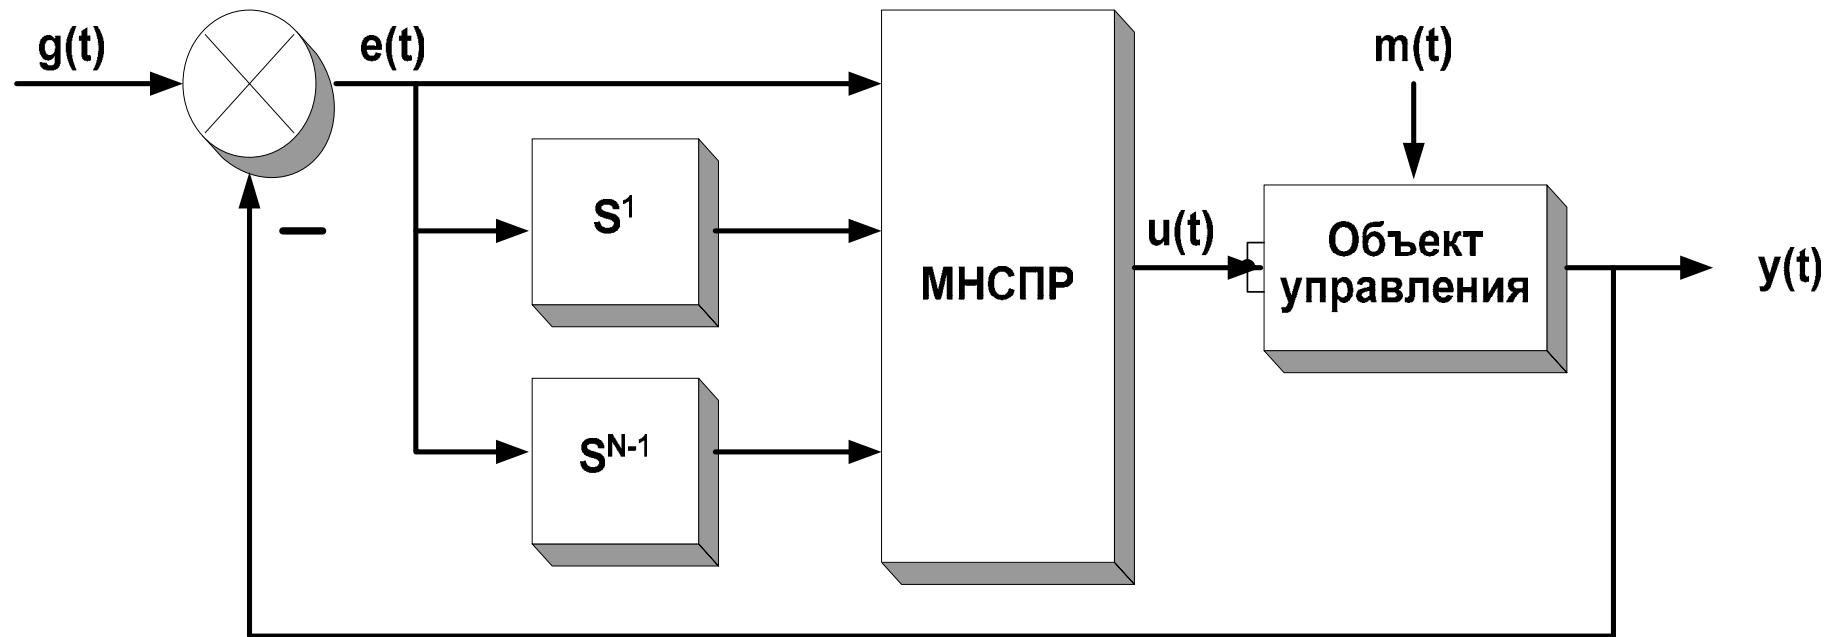 g(t)
e(t)
m(t)
S¹
u(t)
Объект
управления
y(t)
МНСПР
Sᴺ⁻¹
–